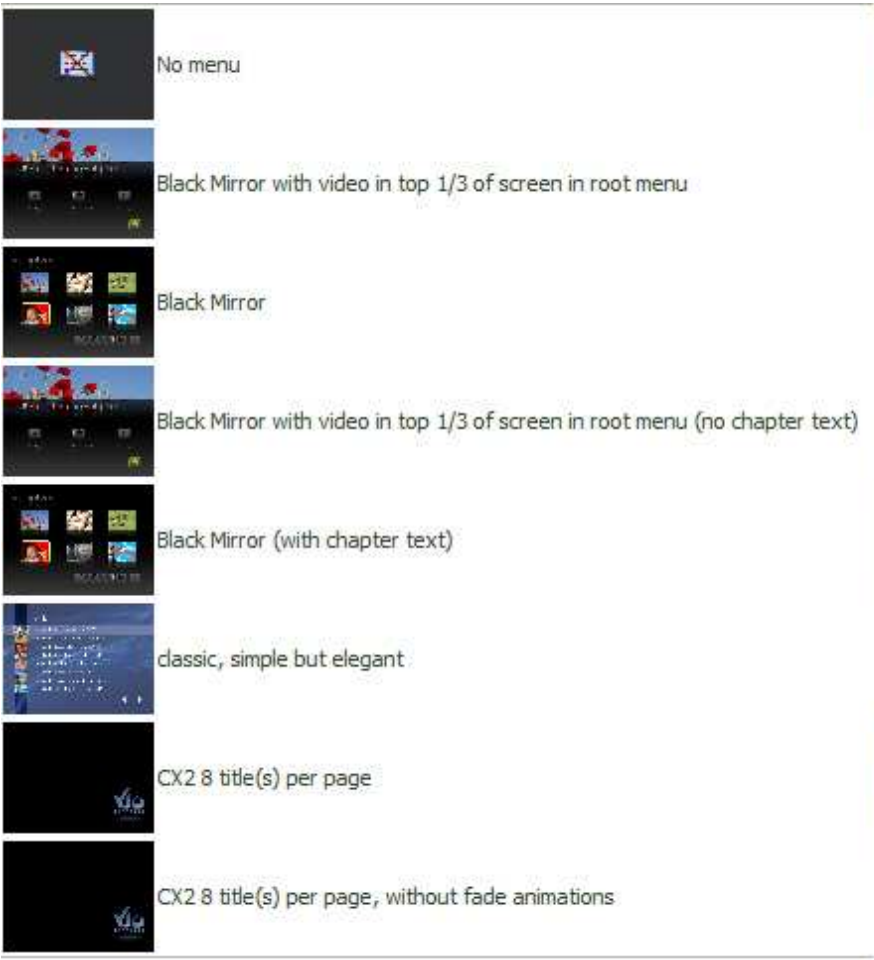 No menu
Black Mirror with video in top 1/3 of screen in root menu
Black Mirror
Black Mirror with video in top 1/3 of screen in root menu (no chapter text)
Black Mirror (with chapter text)
classic, simple but elegant
CX2 8 title(s) per page
CX2 8 title(s) per page, without fade animations